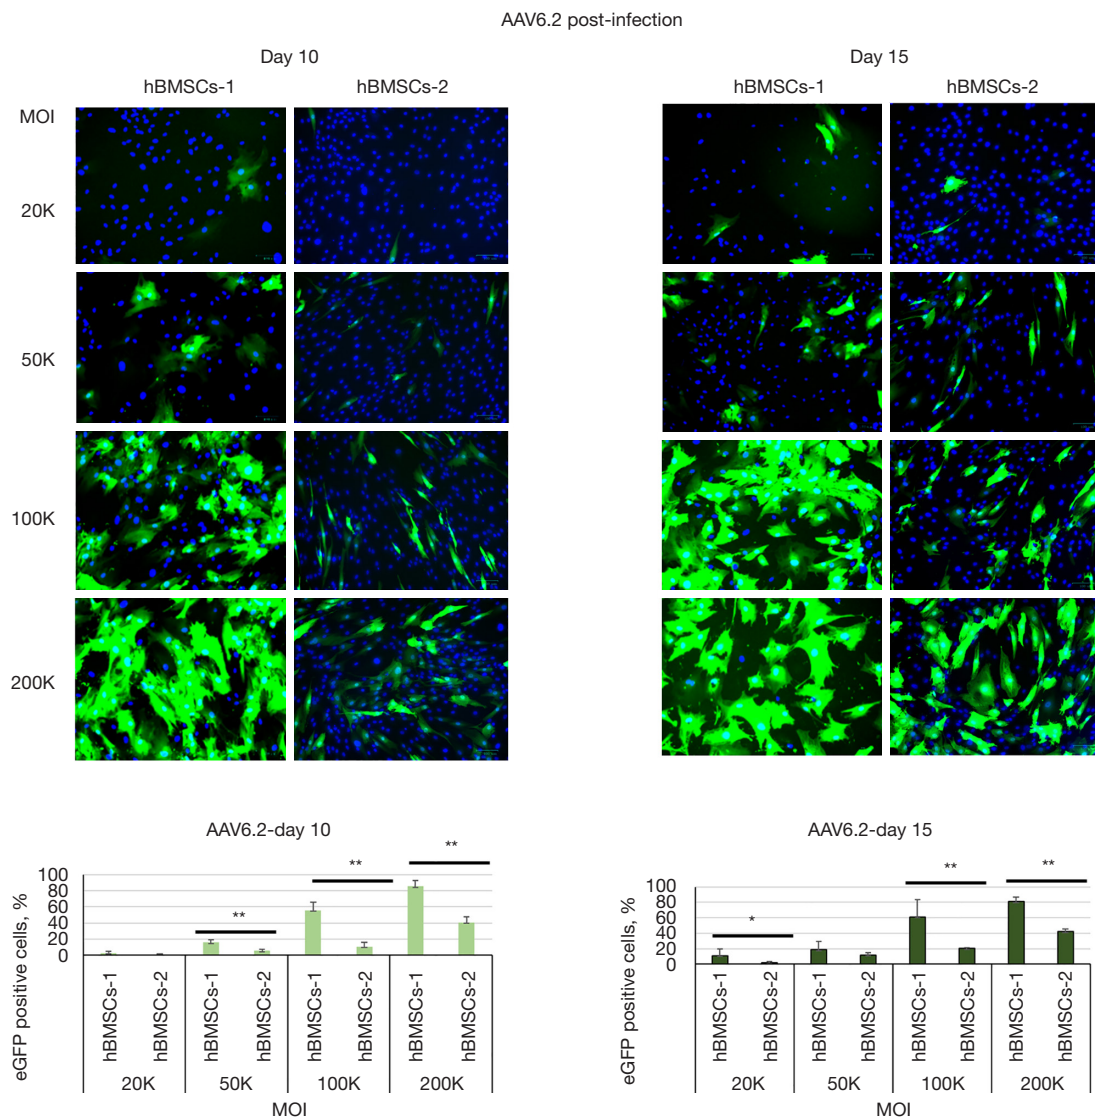 AAV6.2 post-infection
Day 10
Day 15
hBMSCs-1
hBMSCs-2
hBMSCs-1
hBMSCs-2
MOI
20K
50K
100K
200K
AAV6.2-day 10
**
**
**
100
80
60
40
20
0
eGFP positive cells, %
hBMSCs-1
hBMSCs-2
hBMSCs-1
hBMSCs-2
hBMSCs-1
hBMSCs-2
hBMSCs-1
hBMSCs-2
20K
50K
100K
200K
MOI
AAV6.2-day 15
*
**
**
100
80
60
40
20
0
eGFP positive cells, %
hBMSCs-1
hBMSCs-2
hBMSCs-1
hBMSCs-2
hBMSCs-1
hBMSCs-2
hBMSCs-1
hBMSCs-2
20K
50K
100K
200K
MOI